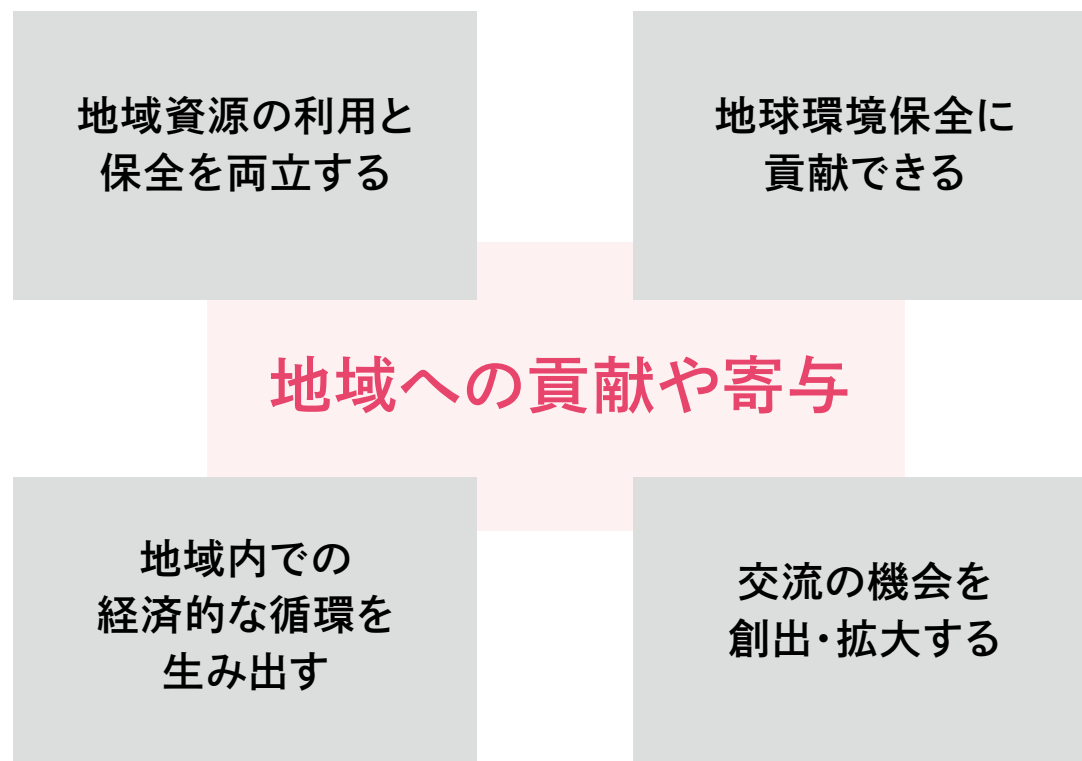 地域資源の利用と
保全を両立する
地球環境保全に
貢献できる
地域への貢献や寄与
地域内での
経済的な循環を
生み出す
交流の機会を
創出・拡大する